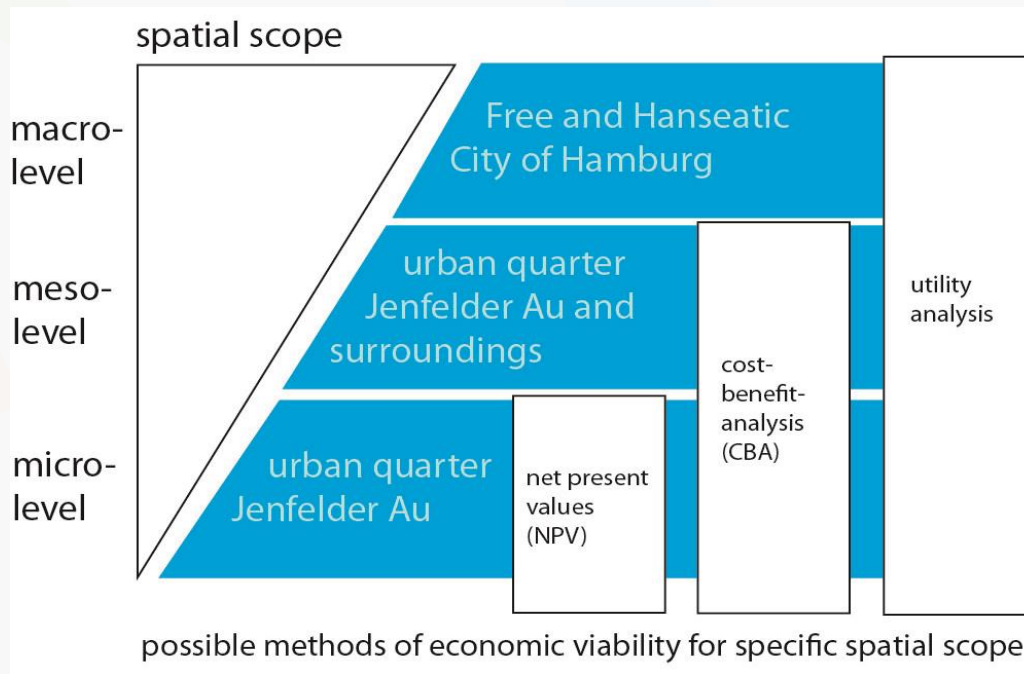 spatial scope
macro-
level
Free and Hanseatic
City of Hamburg
meso-
level
urban quarter
Jenfelder Au and
surroundings
micro-
level
urban quarter
Jenfelder Au
net present
values
(NPV)
cost-
benefit-
analysis
(CBA)
utility
analysis
possible methods of economic viability for specific spatial scope